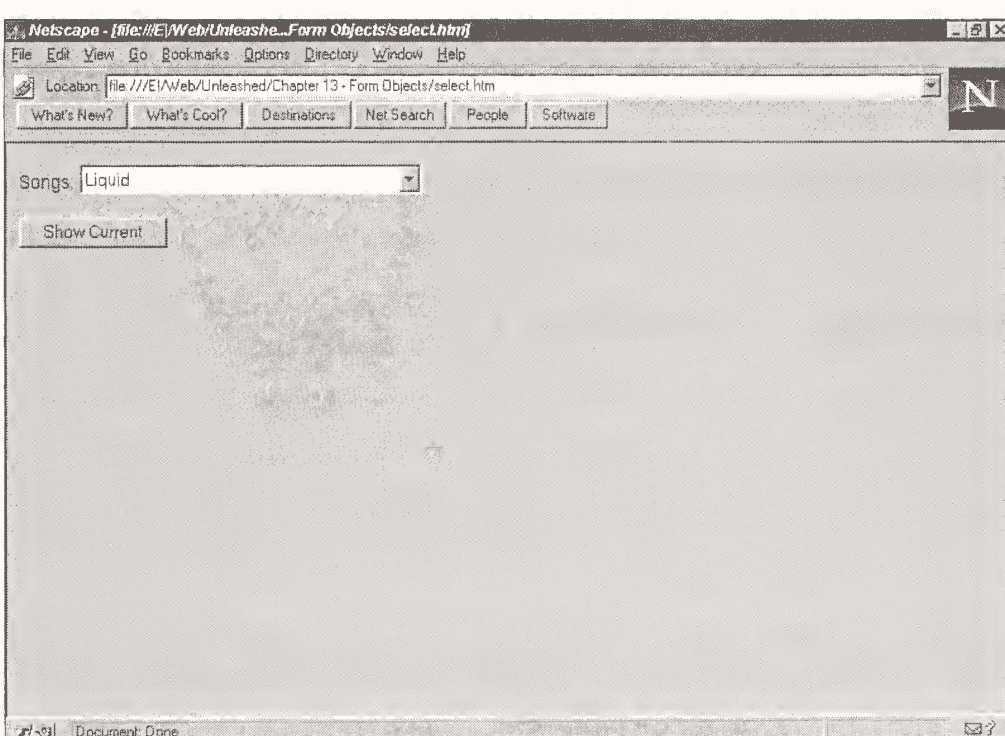 Netscape - [file:///E|/Web/Unleashe...Form Objects/select.htm]
File Edit View Go Bookmarks Options Directory Window Help
Location: file:///E|/Web/Unleashed/Chapter 13 - Form Objects/select.htm
N
What's New? What's Cool? Destinations Net Search People Software
Songs: Liquid
Show Current
Document: Done